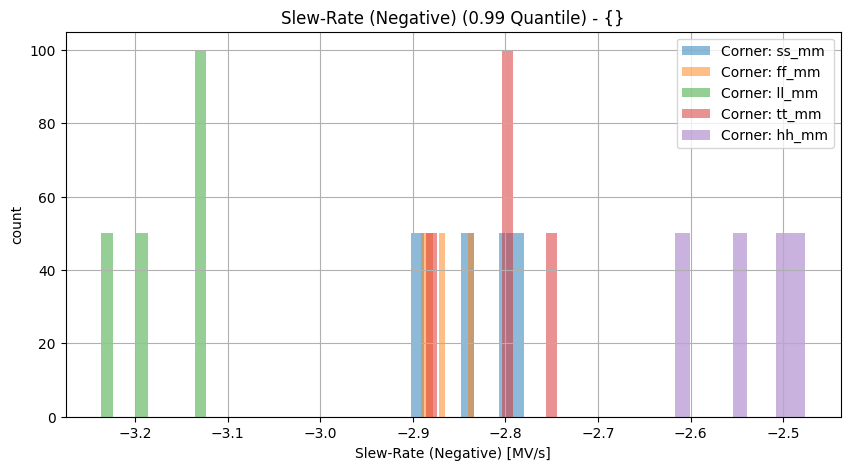 Slew-Rate (Negative) (0.99 Quantile) - {}
Corner: ss_mm
Corner: ff_mm
Corner: ll_mm
Corner: tt_mm
Corner: hh_mm
count
100
80
60
40
20
0
−3.2 −3.1 −3.0 −2.9 −2.8 −2.7 −2.6 −2.5
Slew-Rate (Negative) [MV/s]